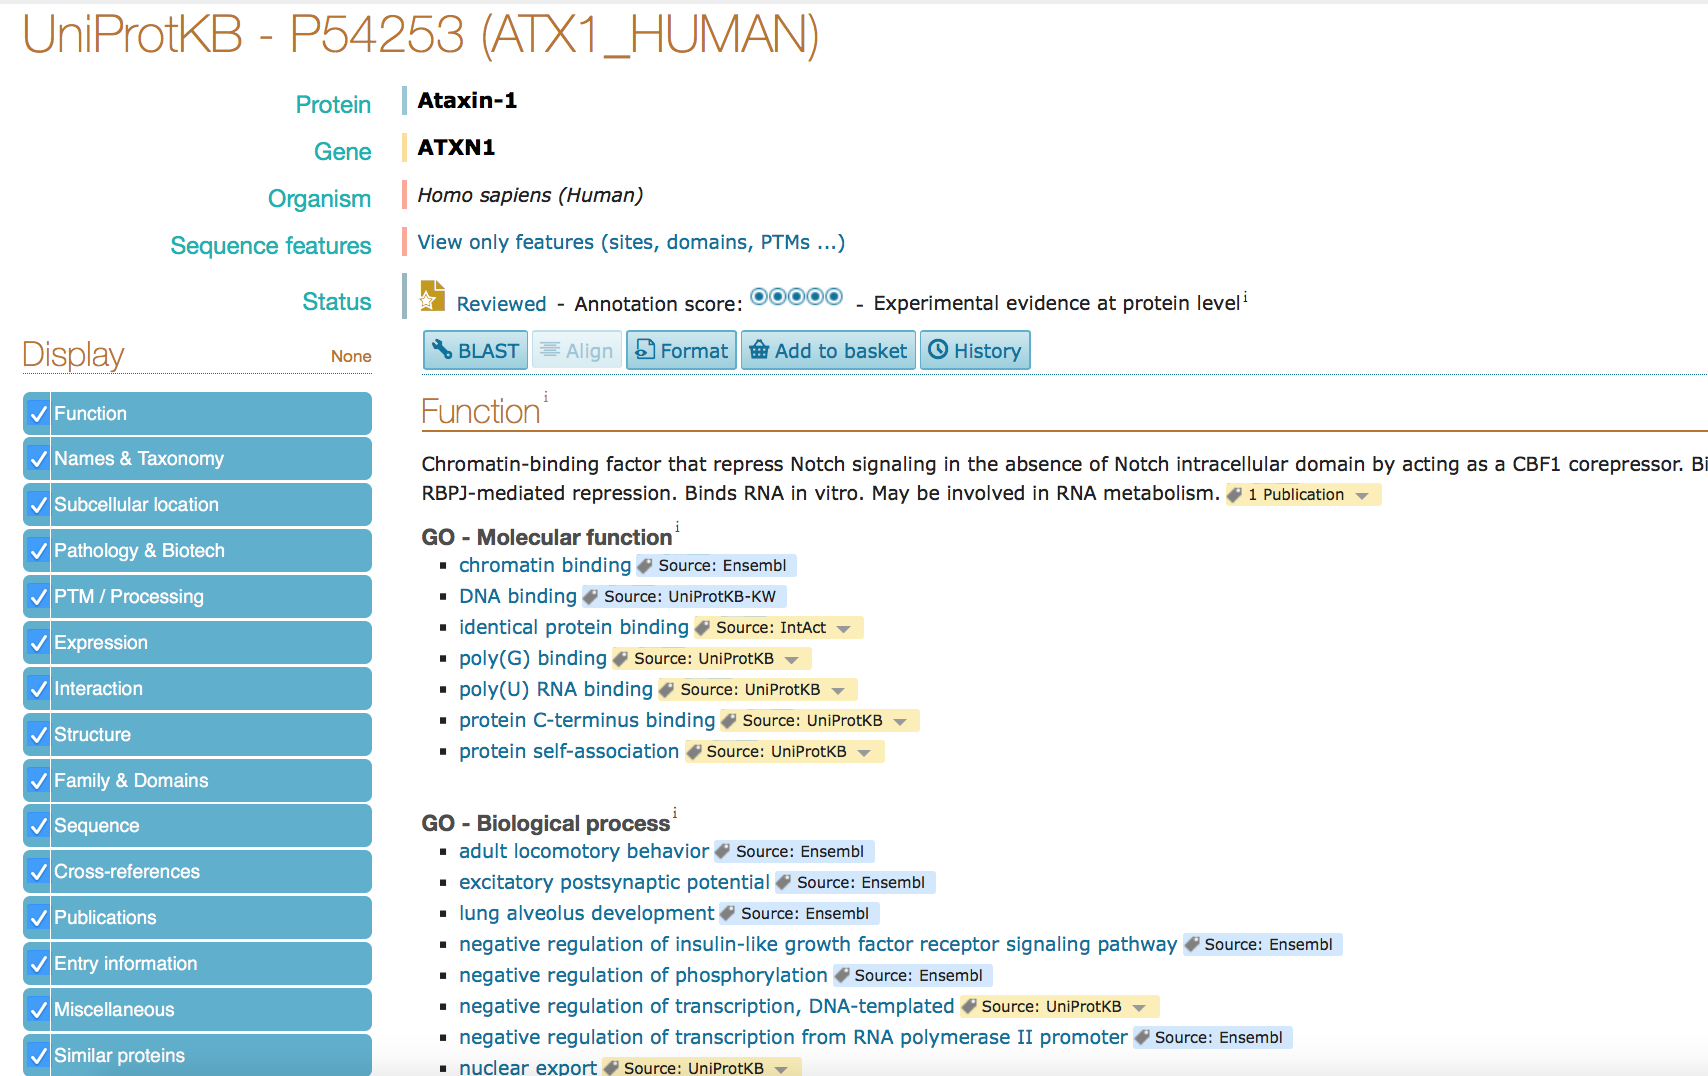 UniProtKB - P54253 (ATX1_HUMAN)
Protein Ataxin-1
Gene ATXN1
Organism Homo sapiens (Human)
Sequence features View only features (sites, domains, PTMs ...)
Status Reviewed - Annotation score: - Experimental evidence at protein level i
Display None
BLAST Align Format Add to basket History
Function
Names & Taxonomy
Subcellular location
Pathology & Biotech
PTM / Processing
Expression
Interaction
Structure
Family & Domains
Sequence
Cross-references
Publications
Entry information
Miscellaneous
Similar proteins
Function i
Chromatin-binding factor that repress Notch signaling in the absence of Notch intracellular domain by acting as a CBF1 corepressor. Bi
RBPJ-mediated repression. Binds RNA in vitro. May be involved in RNA metabolism. 1 Publication
GO - Molecular function i
chromatin binding Source: Ensembl
DNA binding Source: UniProtKB-KW
identical protein binding Source: IntAct
poly(G) binding Source: UniProtKB
poly(U) RNA binding Source: UniProtKB
protein C-terminus binding Source: UniProtKB
protein self-association Source: UniProtKB
GO - Biological process i
adult locomotory behavior Source: Ensembl
excitatory postsynaptic potential Source: Ensembl
lung alveolus development Source: Ensembl
negative regulation of insulin-like growth factor receptor signaling pathway Source: Ensembl
negative regulation of phosphorylation Source: Ensembl
negative regulation of transcription, DNA-templated Source: UniProtKB
negative regulation of transcription from RNA polymerase II promoter Source: Ensembl
nuclear export Source: UniProtKB